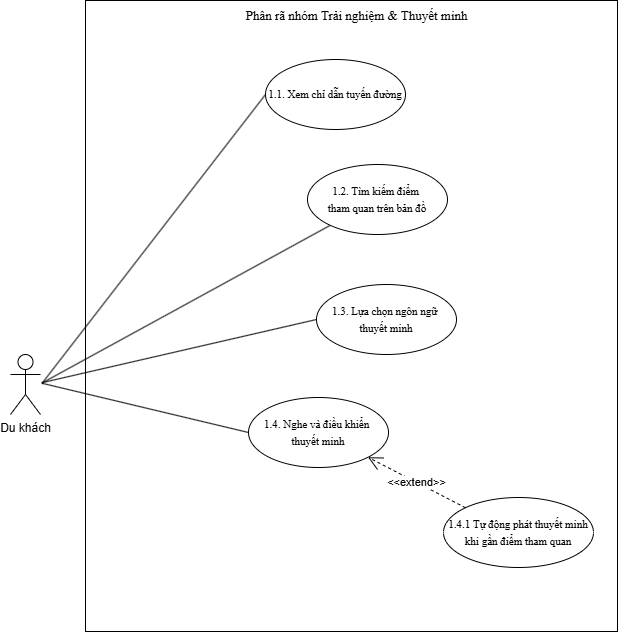 Phân rã nhóm Trải nghiệm & Thuyết minh
1.1. Xem chỉ dẫn tuyến đường
1.2. Tìm kiếm điểm
tham quan trên bản đồ
1.3. Lựa chọn ngôn ngữ
thuyết minh
Du khách
1.4. Nghe và điều khiển
thuyết minh
<<extend>>
1.4.1 Tự động phát thuyết minh
khi gần điểm tham quan